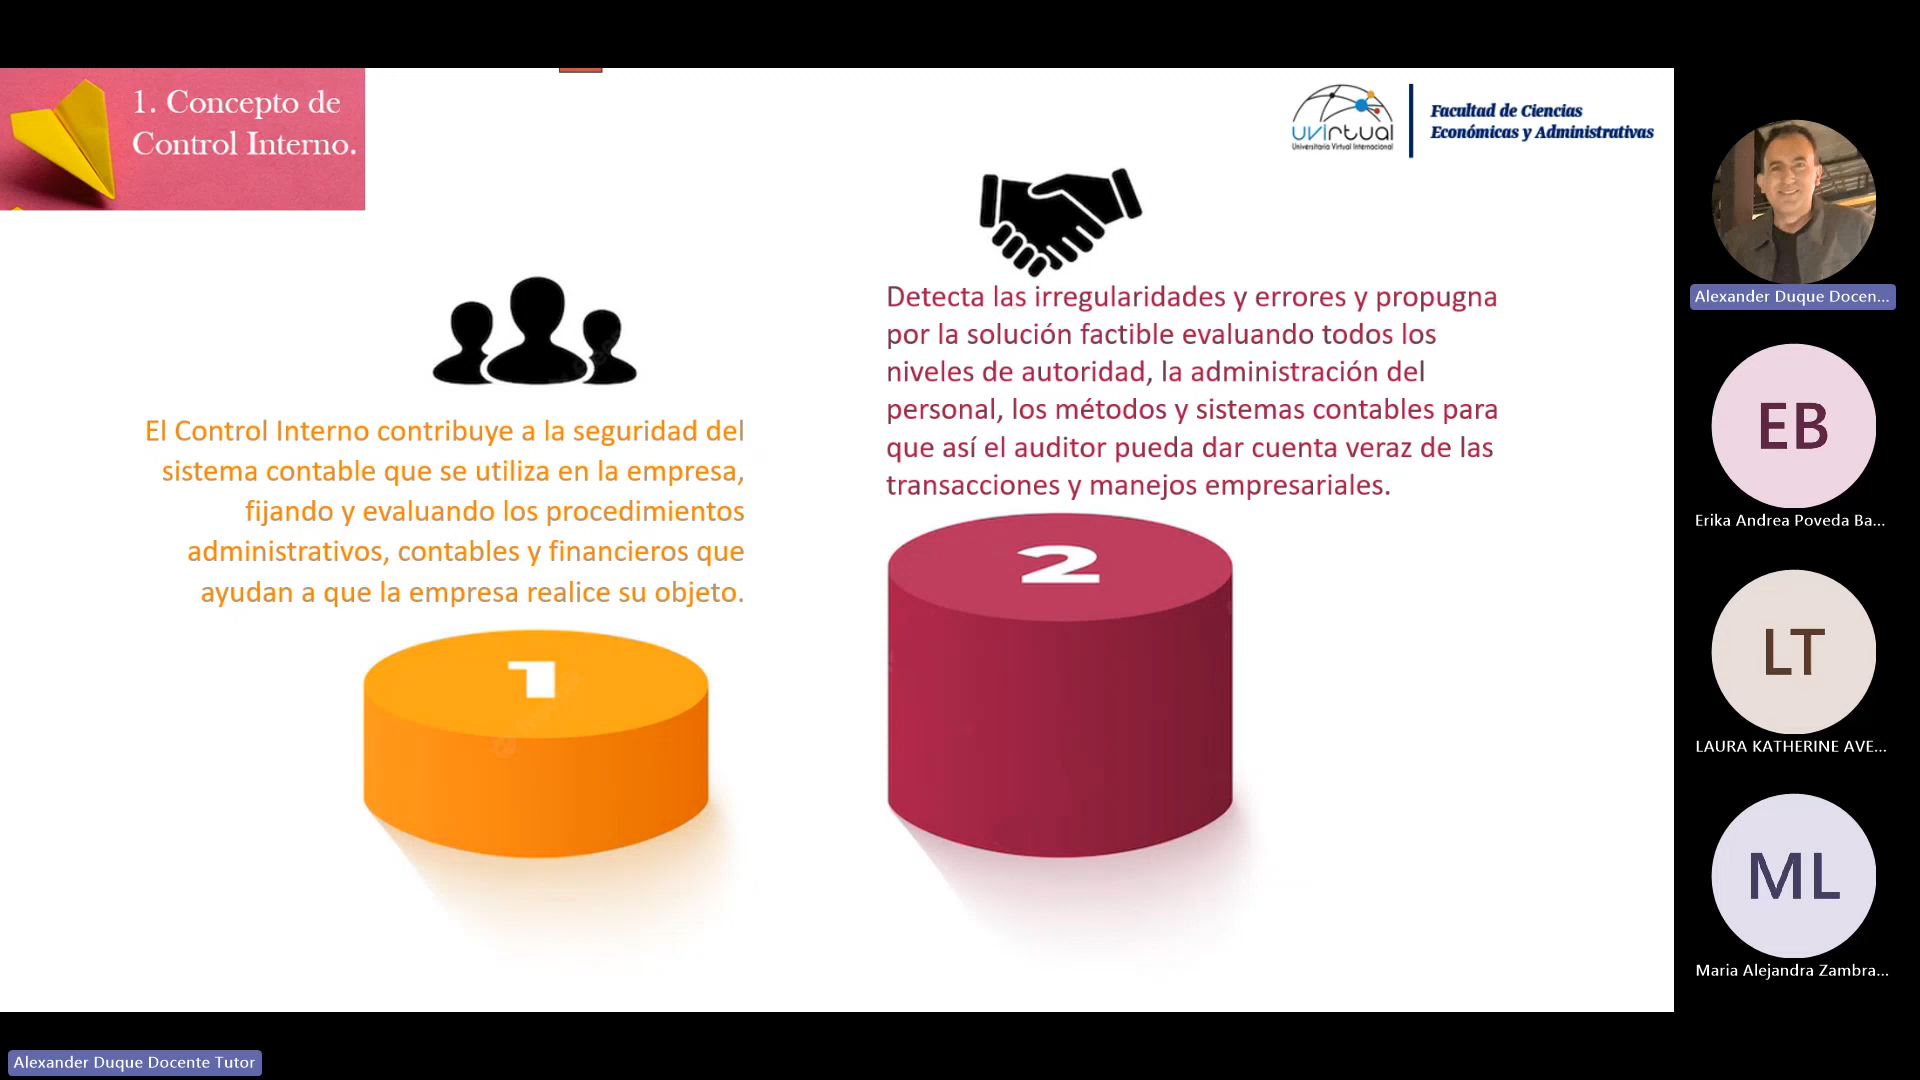 1. Concepto de
Control Interno.
uvirtual
Universitaria Virtual Internacional
Facultad de Ciencias
Económicas y Administrativas
El Control Interno contribuye a la seguridad del
sistema contable que se utiliza en la empresa,
fijando y evaluando los procedimientos
administrativos, contables y financieros que
ayudan a que la empresa realice su objeto.
1
Detecta las irregularidades y errores y propugna
por la solución factible evaluando todos los
niveles de autoridad, la administración del
personal, los métodos y sistemas contables para
que así el auditor pueda dar cuenta veraz de las
transacciones y manejos empresariales.
2
Alexander Duque Docen...
EB
Erika Andrea Poveda Ba...
LT
LAURA KATHERINE AVE...
ML
Maria Alejandra Zambra...
Alexander Duque Docente Tutor